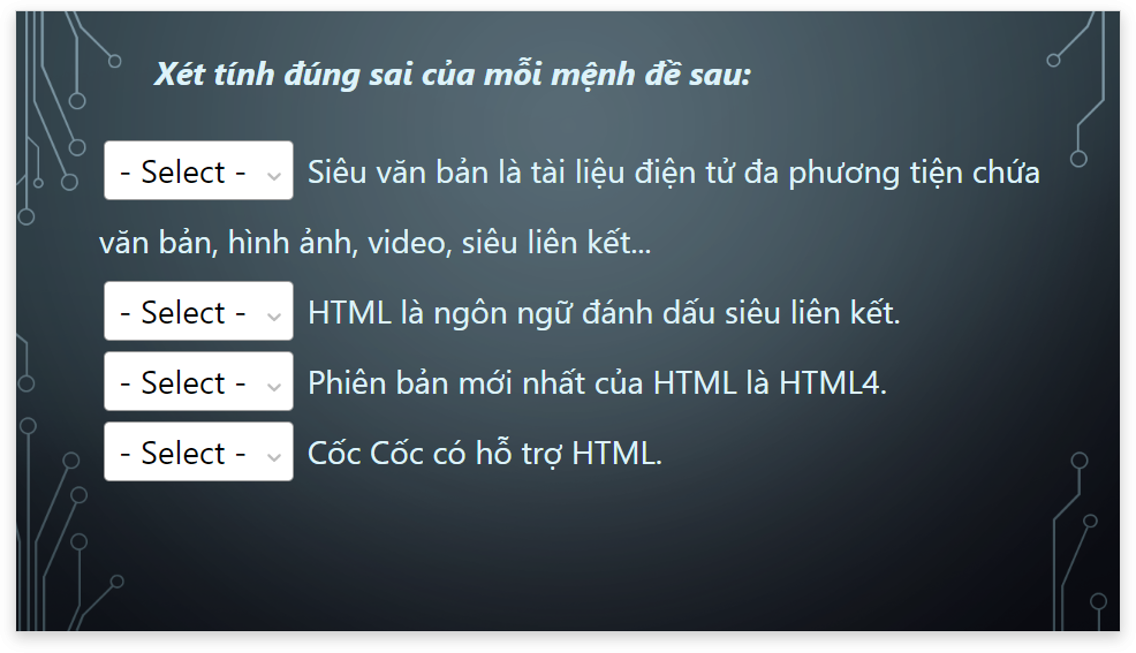 Xét tính đúng sai của mỗi mệnh đề sau:
- Select - Siêu văn bản là tài liệu điện tử đa phương tiện chứa
văn bản, hình ảnh, video, siêu liên kết...
- Select - HTML là ngôn ngữ đánh dấu siêu liên kết.
- Select - Phiên bản mới nhất của HTML là HTML4.
- Select - Cốc Cốc có hỗ trợ HTML.